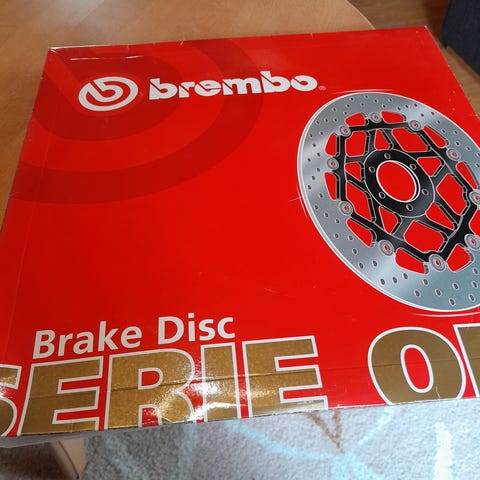 brembo®
Brake Disc
SERIE O